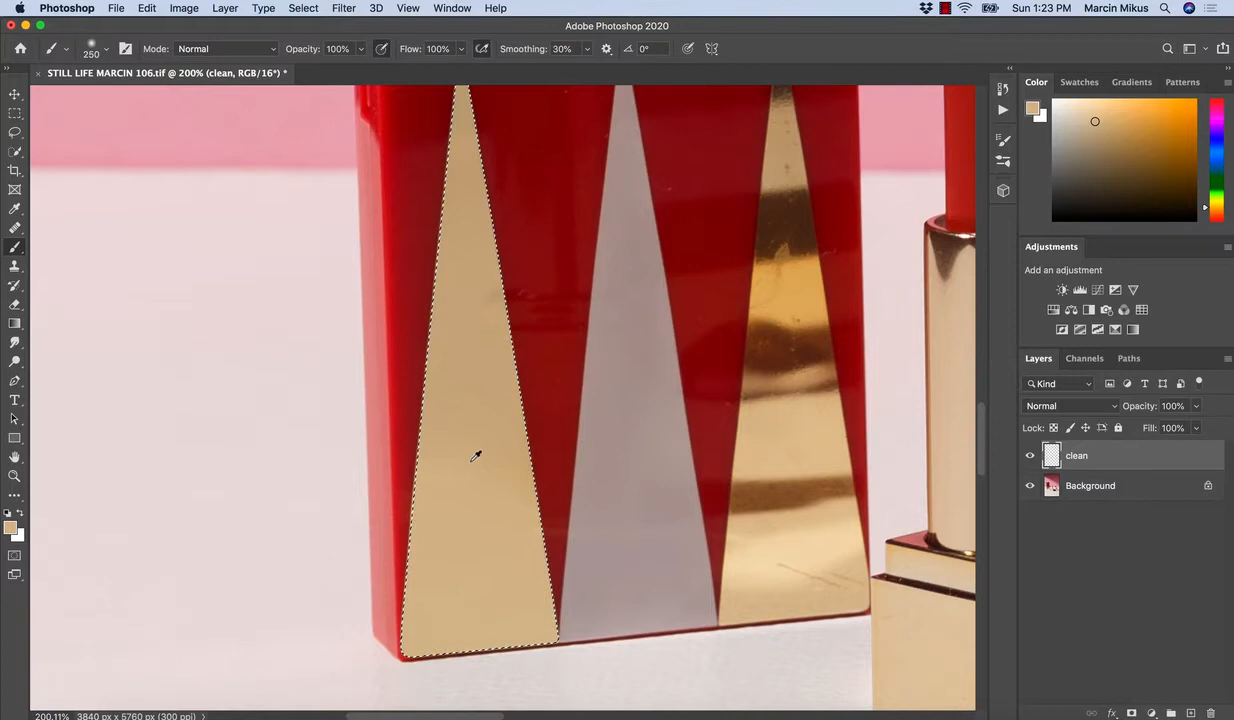 Photoshop File Edit Image Layer Type Select Filter 3D View Window Help Sun 1:23 PM Marcin Mikus
Adobe Photoshop 2020
250 Mode: Normal Opacity: 100% Flow: 100% Smoothing: 30% 0°
STILL LIFE MARCIN 106.tif @ 200% (clean, RGB/16*) *
Color Swatches Gradients Patterns
Adjustments
Add an adjustment
Layers Channels Paths
Kind
Normal Opacity: 100%
Lock: Fill: 100%
clean
Background
200.11% 3840 px x 5760 px (300 ppi)